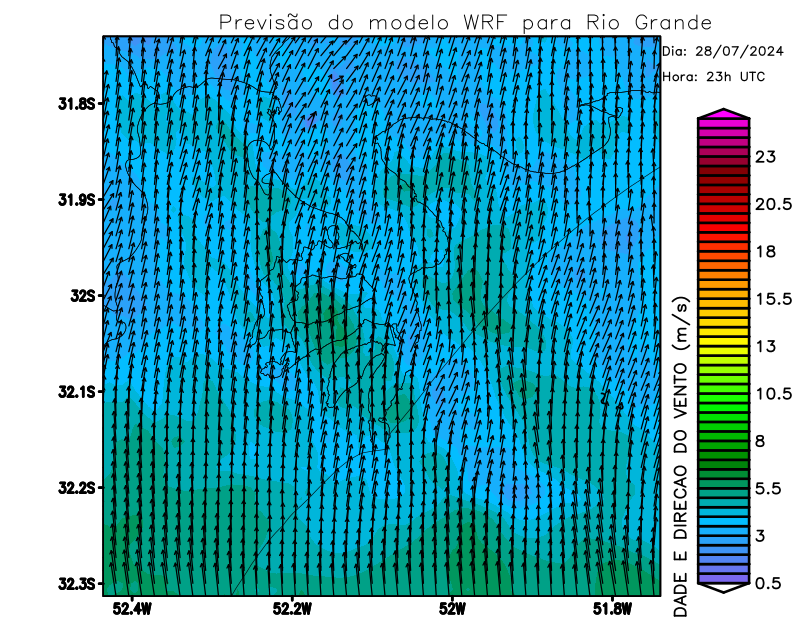 Previsão do modelo WRF para Rio Grande
Dia: 28/07/2024
Hora: 23h UTC
31.8S
31.9S
32S
32.1S
32.2S
32.3S
52.4W
52.2W
52W
51.8W
23
20.5
18
15.5
13
10.5
8
5.5
3
0.5
DADE E DIRECAO DO VENTO (m/s)